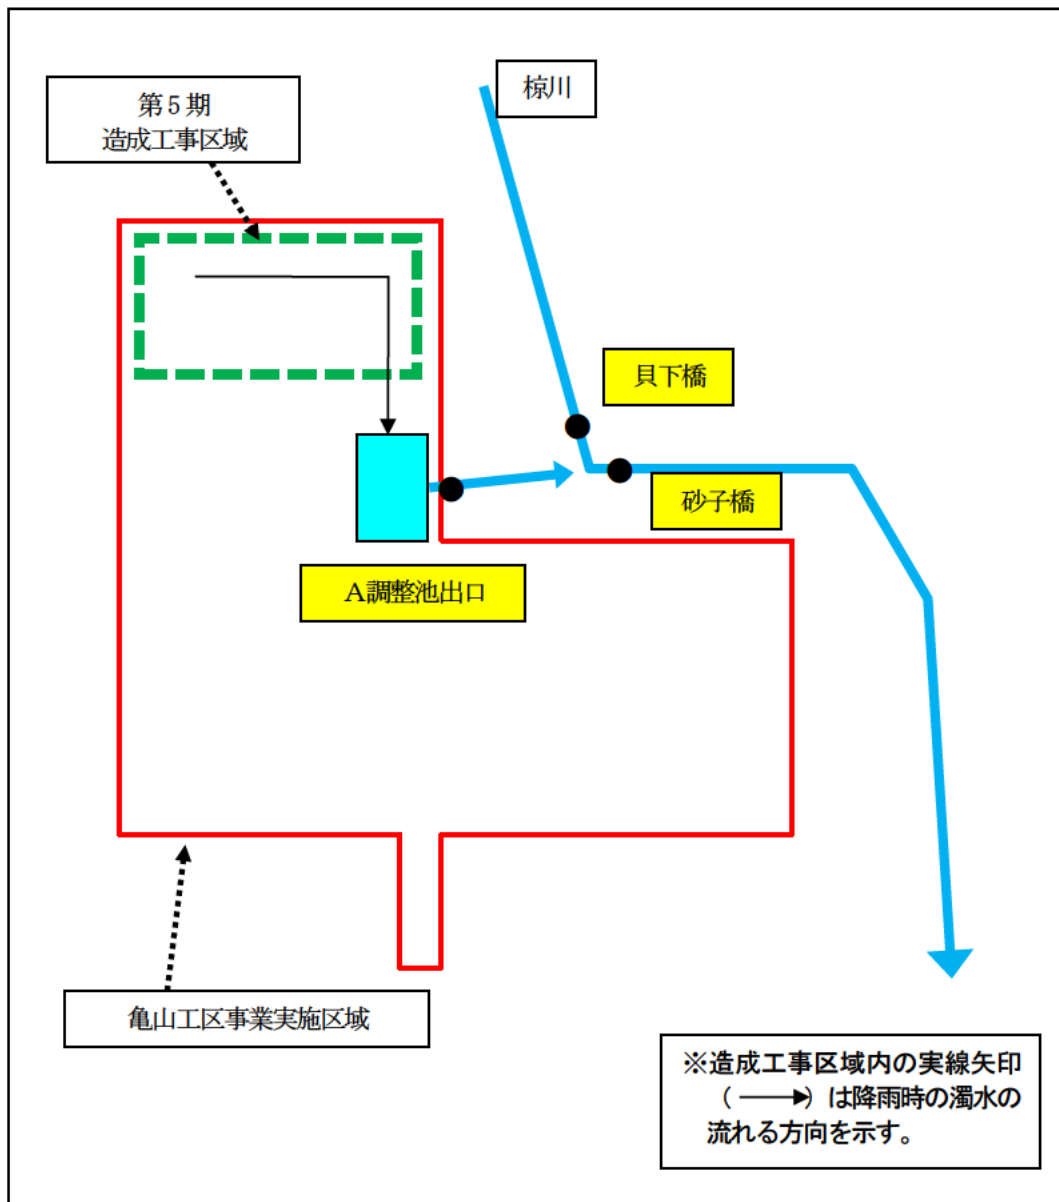 椋川
第5期
造成工事区域
貝下橋
砂子橋
A調整池出口
亀山工区事業実施区域
※造成工事区域内の実線矢印
(→)は降雨時の濁水の
流れる方向を示す。